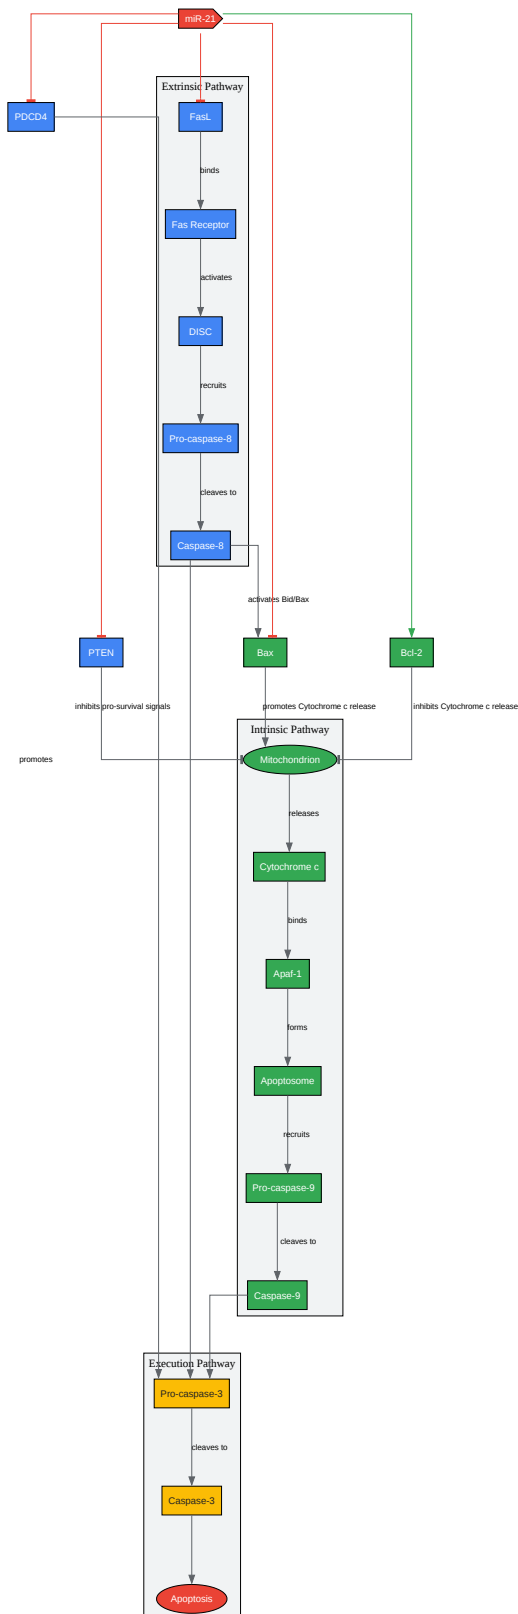 miR-21
Extrinsic Pathway
PDCD4
FasL
binds
Fas Receptor
activates
DISC
recruits
Pro-caspase-8
cleaves to
Caspase-8
activates Bid/Bax
PTEN
Bax
Bcl-2
inhibits pro-survival signals
promotes Cytochrome c release
inhibits Cytochrome c release
Intrinsic Pathway
promotes
Mitochondrion
releases
Cytochrome c
binds
Apaf-1
forms
Apoptosome
recruits
Pro-caspase-9
cleaves to
Caspase-9
Execution Pathway
Pro-caspase-3
cleaves to
Caspase-3
Apoptosis